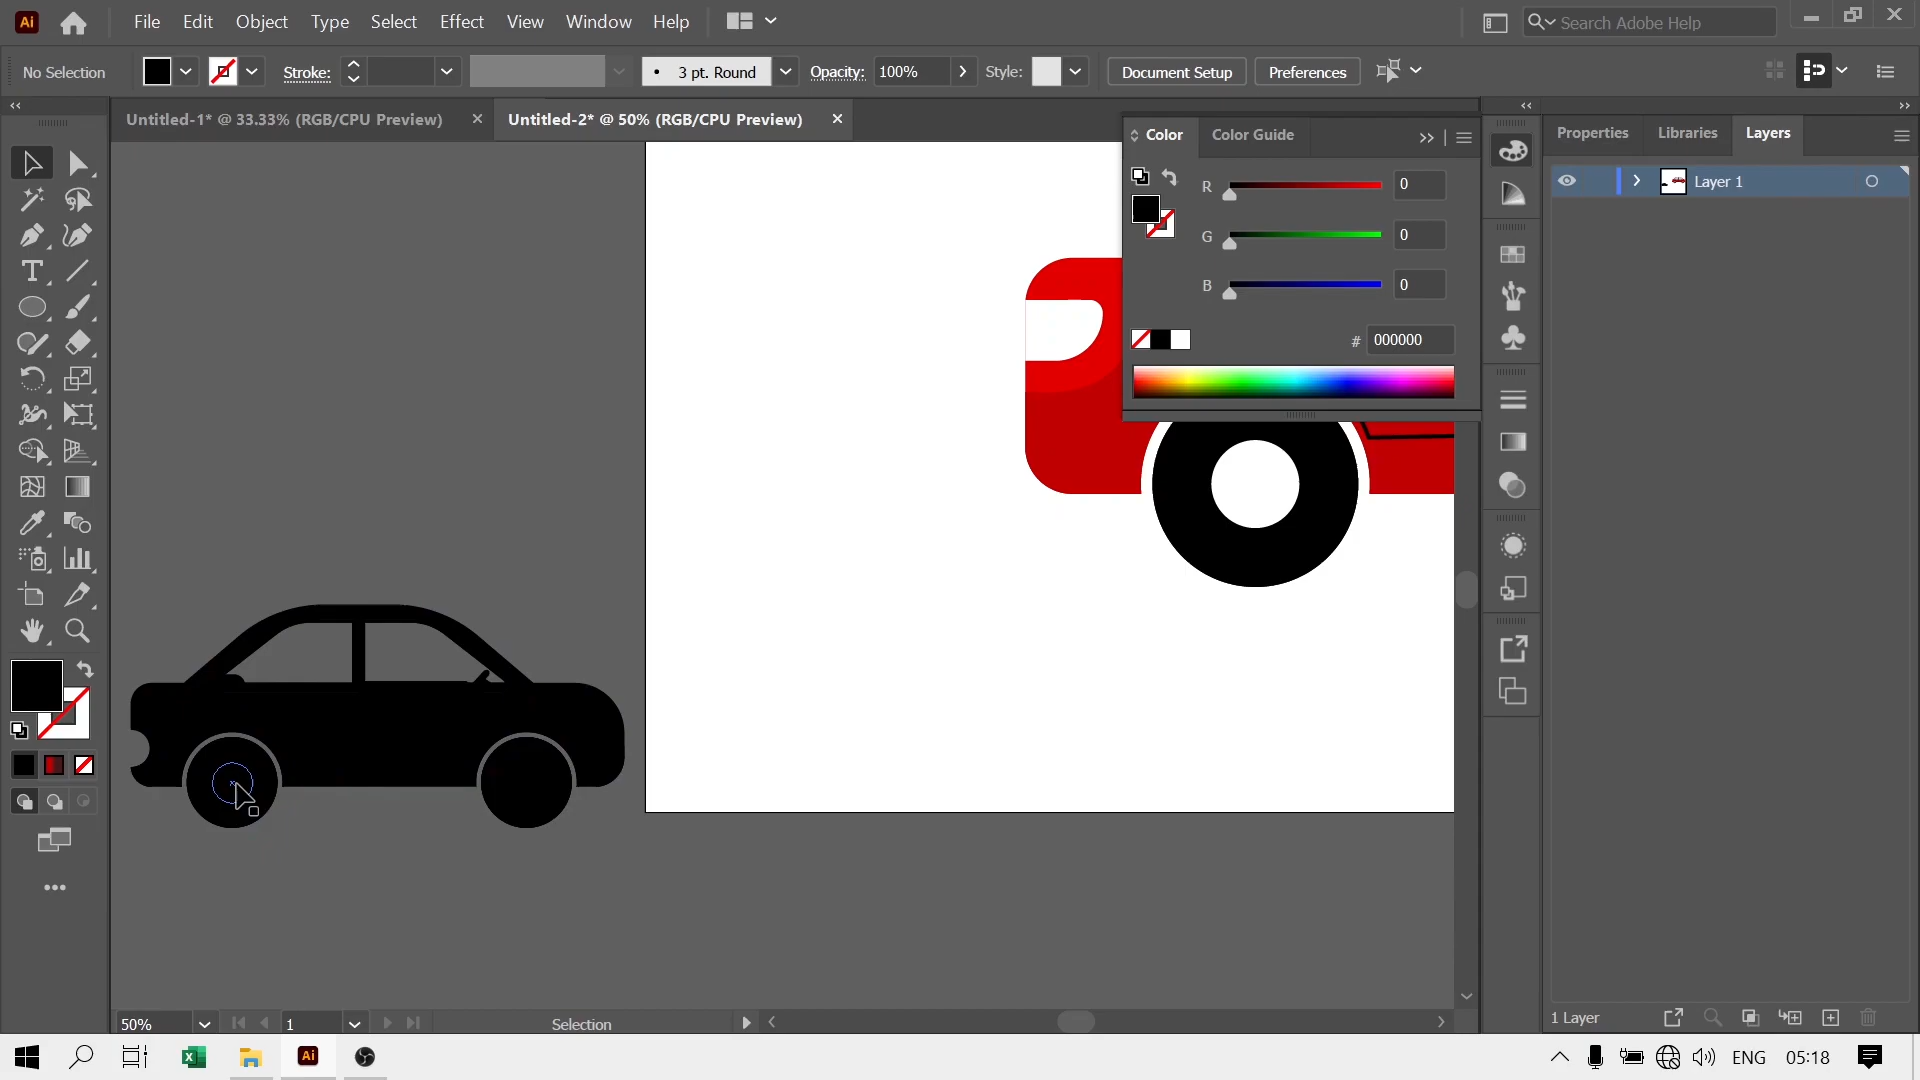 Ai File Edit Object Type Select Effect View Window Help Search Adobe Help
No Selection Stroke: 3 pt. Round Opacity: 100% Style: Document Setup Preferences
Untitled-1* @ 33.33% (RGB/CPU Preview) Untitled-2* @ 50% (RGB/CPU Preview)
Color Color Guide
R 0
G 0
B 0
# 000000
Properties Libraries Layers
Layer 1
50% 1 Selection
1 Layer
Ai ENG 05:18